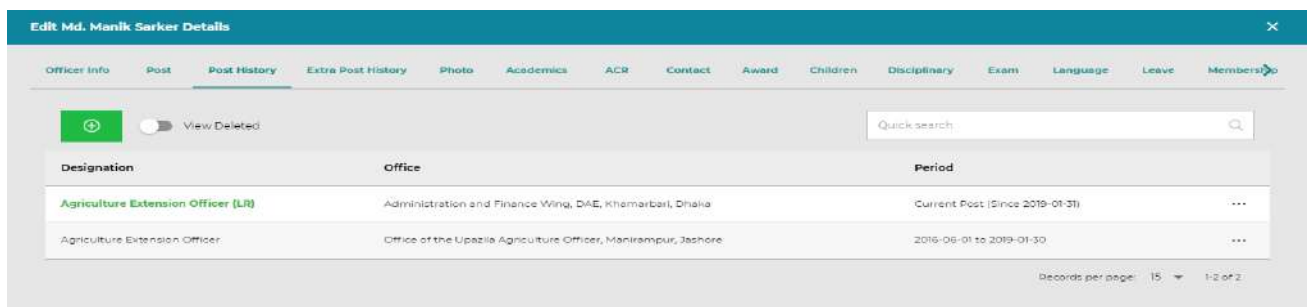 Edit Md. Manik Sarker Details
Officer Info Post Post History Extra Post History Photo Academics ACR Contact Award Children Disciplinary Exam Language Leave Membership
View Deleted Quick search
Designation Office Period
Agriculture Extension Officer (LR) Administration and Finance Wing, DAE, Khamarbari, Dhaka Current Post (Since 2019-01-31)
Agriculture Extension Officer Office of the Upazila Agriculture Officer, Manirampur, Jashore 2016-06-01 to 2019-01-30
Records per page: 15 1-2 of 2